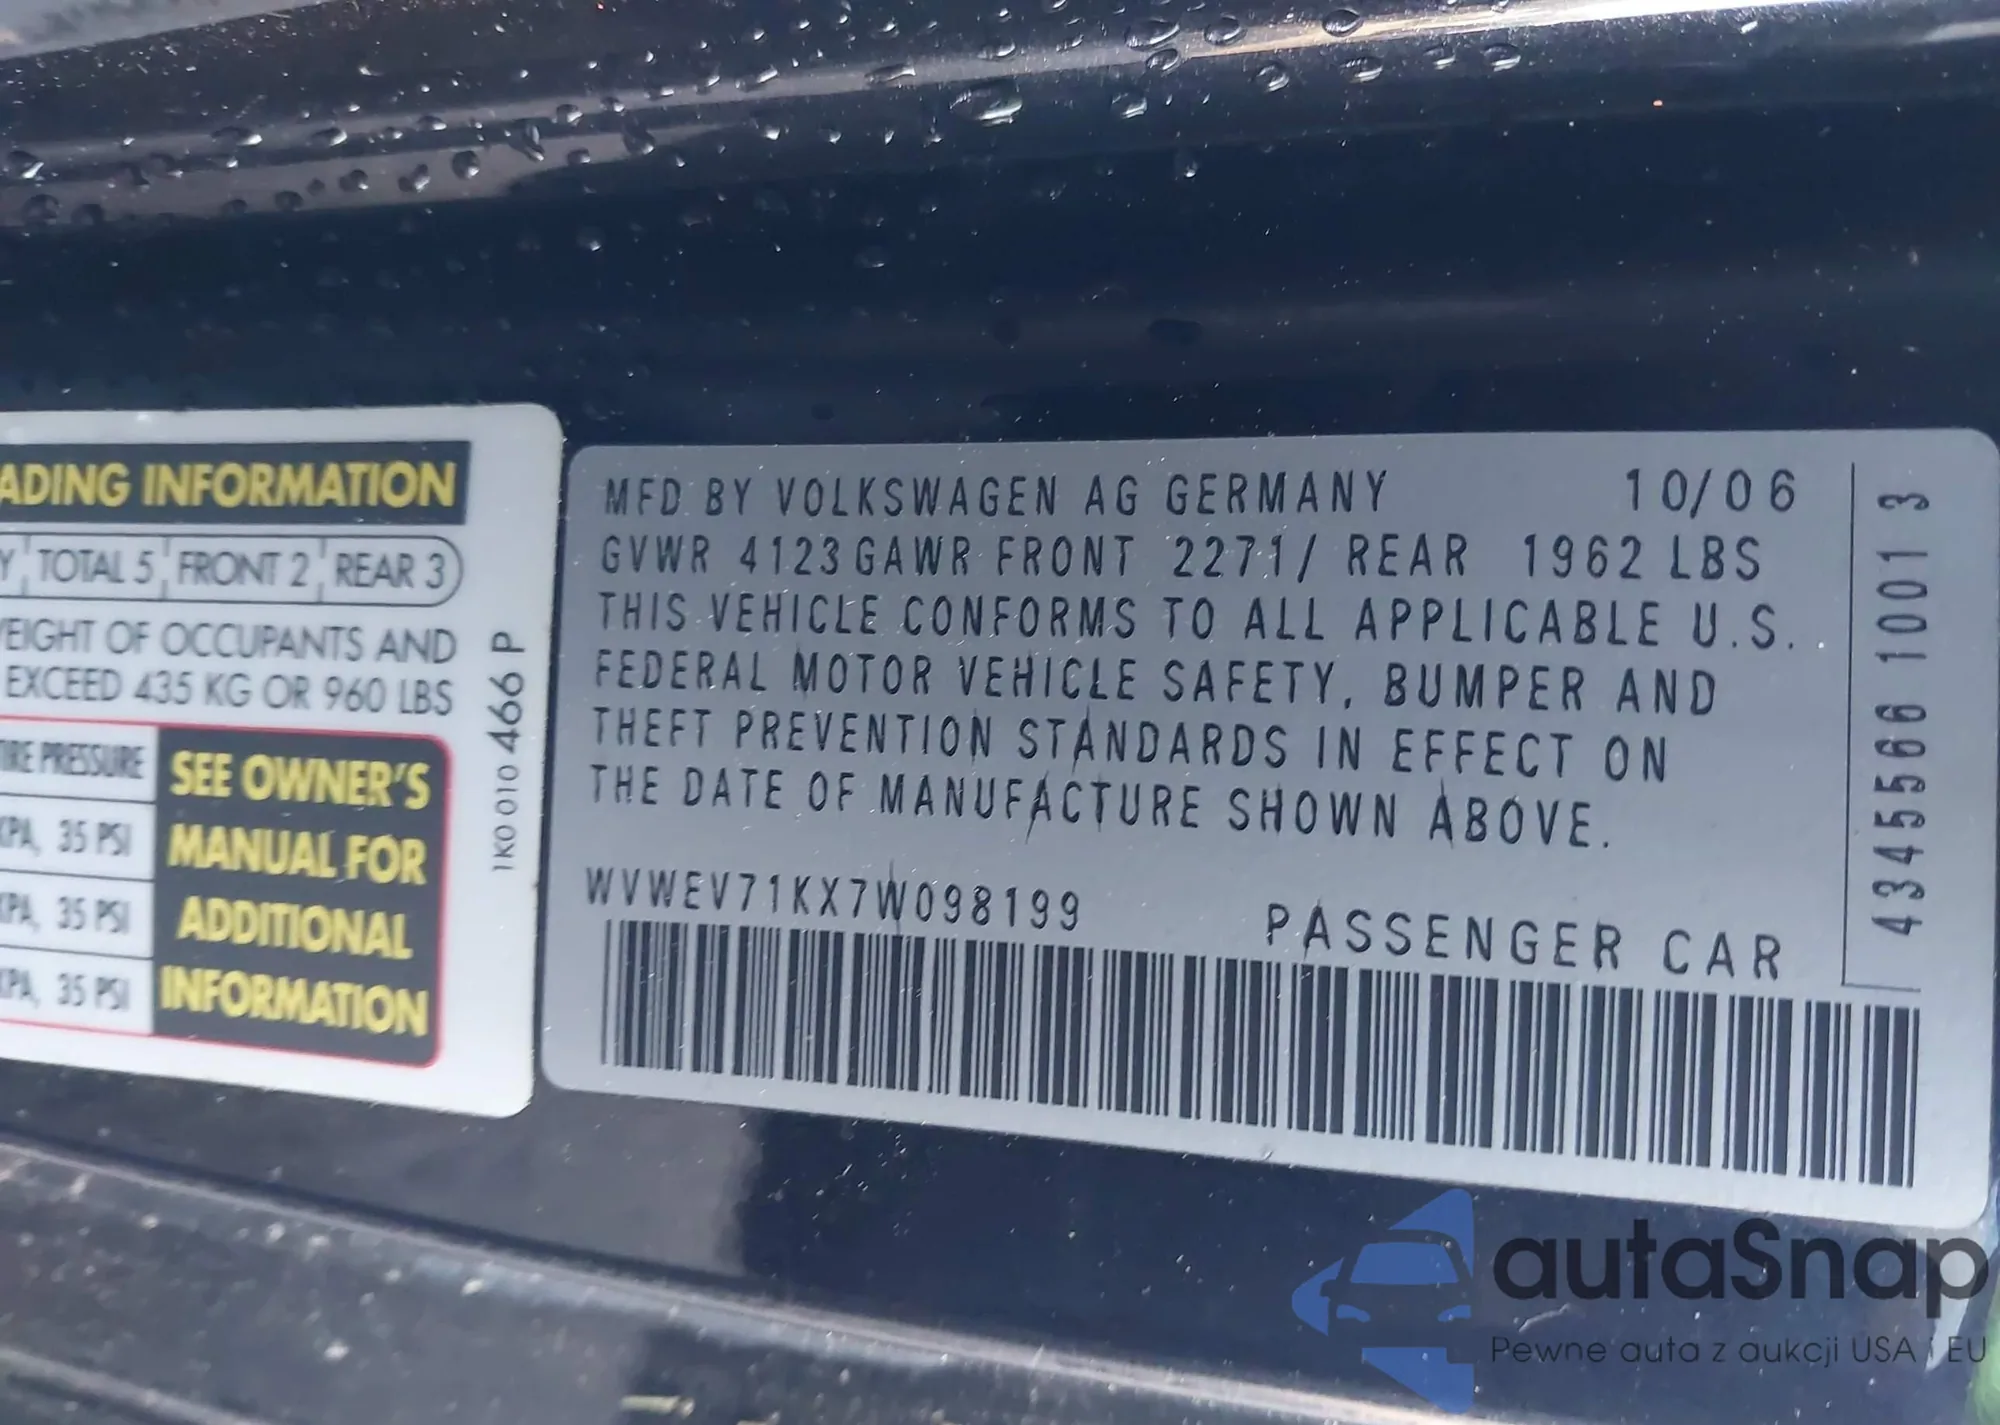 ADING INFORMATION
Y TOTAL 5 FRONT 2 REAR 3
EIGHT OF OCCUPANTS AND
EXCEED 435 KG OR 960 LBS
IRE PRESSURE
KPA, 35 PSI
KPA, 35 PSI
KPA, 35 PSI
SEE OWNER'S
MANUAL FOR
ADDITIONAL
INFORMATION
1K0 010 466 P
MFD BY VOLKSWAGEN AG GERMANY 10/06
GVWR 4123 GAWR FRONT 2271/ REAR 1962 LBS
THIS VEHICLE CONFORMS TO ALL APPLICABLE U.S.
FEDERAL MOTOR VEHICLE SAFETY, BUMPER AND
THEFT PREVENTION STANDARDS IN EFFECT ON
THE DATE OF MANUFACTURE SHOWN ABOVE.
WVWEV71KX7W098199
PASSENGER CAR
4345566 1001 3
autaSnap
Pewne auta z aukcji USA i EU